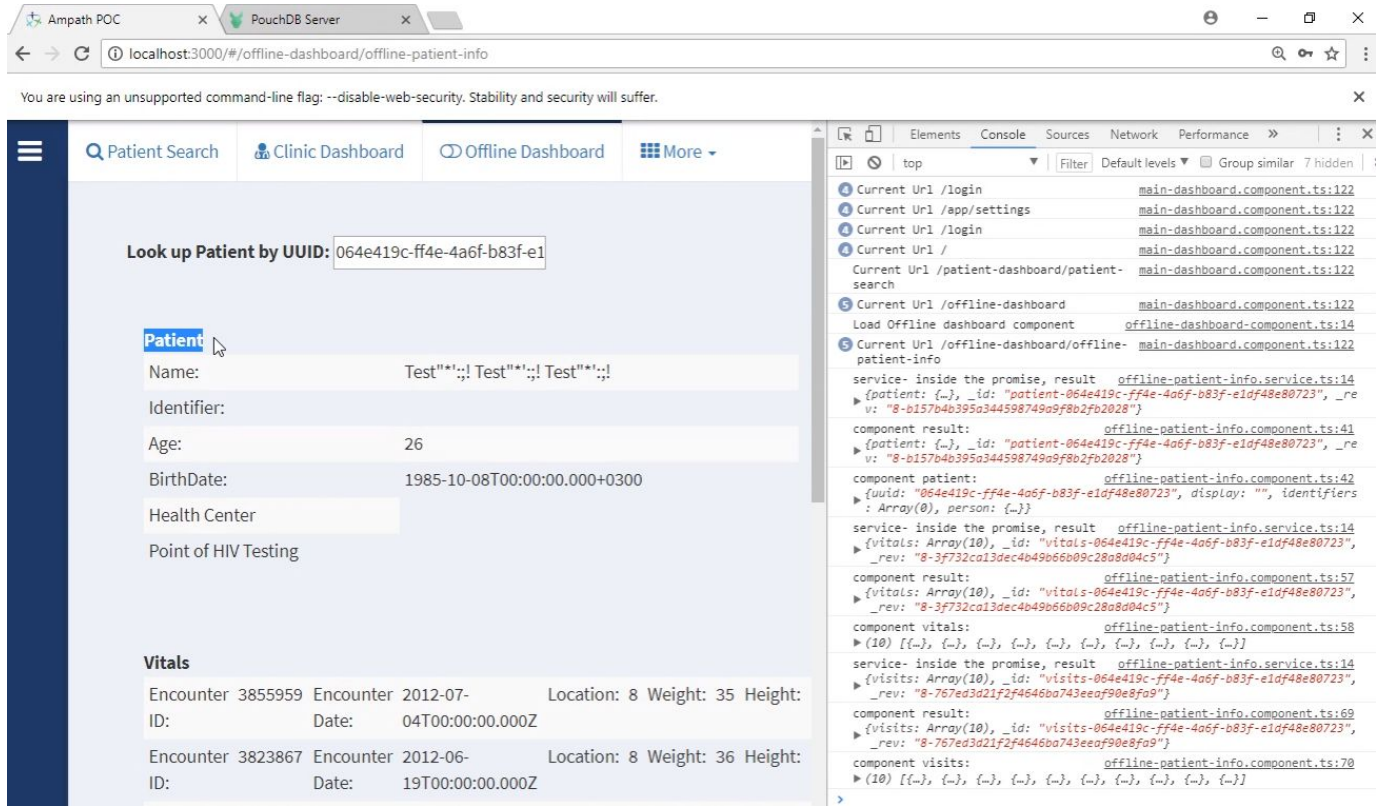 Ampath POC
PouchDB Server
localhost:3000/#/offline-dashboard/offline-patient-info
You are using an unsupported command-line flag: --disable-web-security. Stability and security will suffer.
Patient Search
Clinic Dashboard
Offline Dashboard
More
Look up Patient by UUID: 064e419c-ff4e-4a6f-b83f-e1
Patient
Name: Test"*':;! Test"*':;! Test"*':;!
Identifier:
Age: 26
BirthDate: 1985-10-08T00:00:00.000+0300
Health Center
Point of HIV Testing
Vitals
Encounter 3855959 Encounter 2012-07- Location: 8 Weight: 35 Height:
ID: Date: 04T00:00:00.000Z
Encounter 3823867 Encounter 2012-06- Location: 8 Weight: 36 Height:
ID: Date: 19T00:00:00.000Z
Elements Console Sources Network Performance »
top Filter Default levels Group similar 7 hidden
4 Current Url /login main-dashboard.component.ts:122
4 Current Url /app/settings main-dashboard.component.ts:122
4 Current Url /login main-dashboard.component.ts:122
4 Current Url / main-dashboard.component.ts:122
Current Url /patient-dashboard/patient- main-dashboard.component.ts:122
search
5 Current Url /offline-dashboard main-dashboard.component.ts:122
Load Offline dashboard component offline-dashboard-component.ts:14
5 Current Url /offline-dashboard/offline- main-dashboard.component.ts:122
patient-info
service- inside the promise, result offline-patient-info.service.ts:14
{patient: {…}, _id: "patient-064e419c-ff4e-4a6f-b83f-e1df48e80723", _re
v: "8-b157b4b395a344598749a9f8b2fb2028"}
component result: offline-patient-info.component.ts:41
{patient: {…}, _id: "patient-064e419c-ff4e-4a6f-b83f-e1df48e80723", _re
v: "8-b157b4b395a344598749a9f8b2fb2028"}
component patient: offline-patient-info.component.ts:42
{uuid: "064e419c-ff4e-4a6f-b83f-e1df48e80723", display: "", identifiers
: Array(0), person: {…}}
service- inside the promise, result offline-patient-info.service.ts:14
{vitals: Array(10), _id: "vitals-064e419c-ff4e-4a6f-b83f-e1df48e80723",
_rev: "8-3f732ca13dec4b49b66b09c28a8d04c5"}
component result: offline-patient-info.component.ts:57
{vitals: Array(10), _id: "vitals-064e419c-ff4e-4a6f-b83f-e1df48e80723",
_rev: "8-3f732ca13dec4b49b66b09c28a8d04c5"}
component vitals: offline-patient-info.component.ts:58
(10) [{…}, {…}, {…}, {…}, {…}, {…}, {…}, {…}, {…}, {…}]
service- inside the promise, result offline-patient-info.service.ts:14
{visits: Array(10), _id: "visits-064e419c-ff4e-4a6f-b83f-e1df48e80723",
_rev: "8-767ed3d21f2f4646ba743eeaf90e8fa9"}
component result: offline-patient-info.component.ts:69
{visits: Array(10), _id: "visits-064e419c-ff4e-4a6f-b83f-e1df48e80723",
_rev: "8-767ed3d21f2f4646ba743eeaf90e8fa9"}
component visits: offline-patient-info.component.ts:70
(10) [{…}, {…}, {…}, {…}, {…}, {…}, {…}, {…}, {…}, {…}]